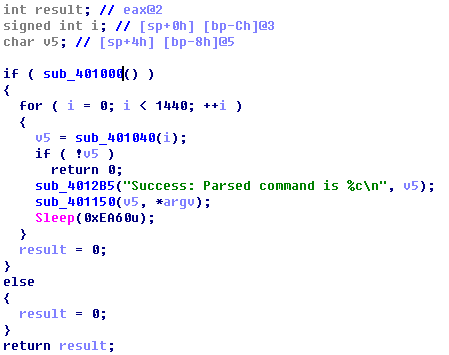 int result; // eax@2
signed int i; // [sp+0h] [bp-Ch]@3
char v5; // [sp+4h] [bp-8h]@5
if ( sub_401000() )
{
for ( i = 0; i < 1440; ++i )
{
v5 = sub_401040(i);
if ( !v5 )
return 0;
sub_4012B5("Success: Parsed command is %c\n", v5);
sub_401150(v5, *argv);
Sleep(0xEA60u);
}
result = 0;
}
else
{
result = 0;
}
return result;